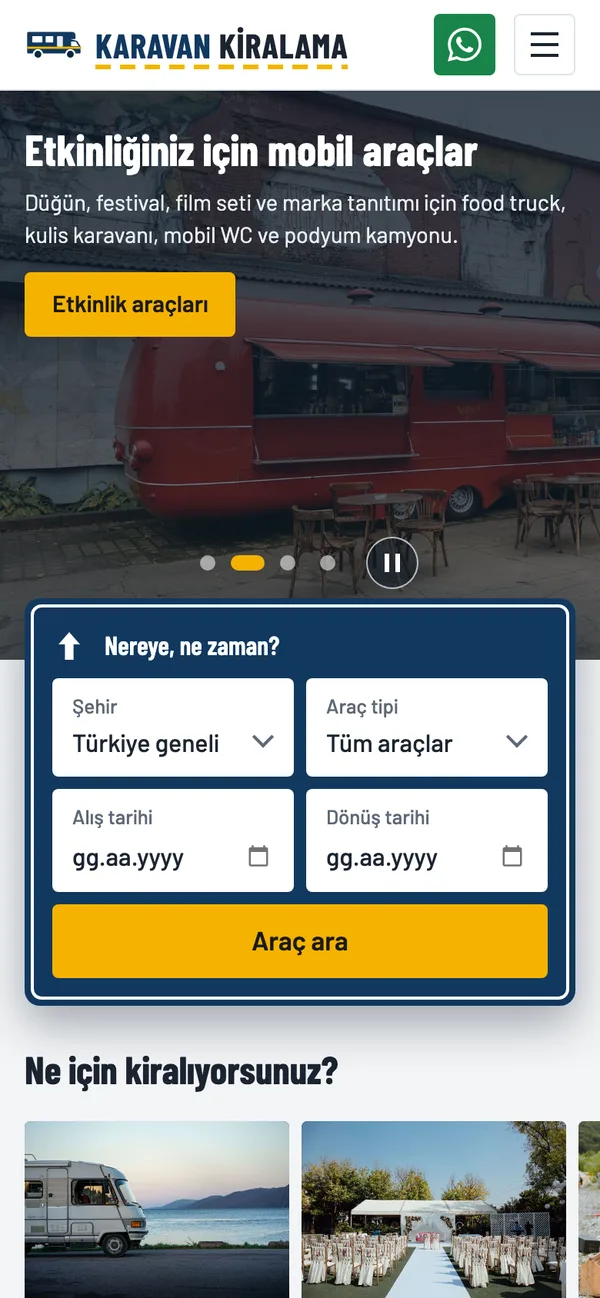 KARAVAN KİRALAMA
Etkinliğiniz için mobil araçlar
Düğün, festival, film seti ve marka tanıtımı için food truck,
kulis karavanı, mobil WC ve podyum kamyonu.
Etkinlik araçları
Nereye, ne zaman?
Şehir
Türkiye geneli
Araç tipi
Tüm araçlar
Alış tarihi
gg.aa.yyyy
Dönüş tarihi
gg.aa.yyyy
Araç ara
Ne için kiralıyorsunuz?